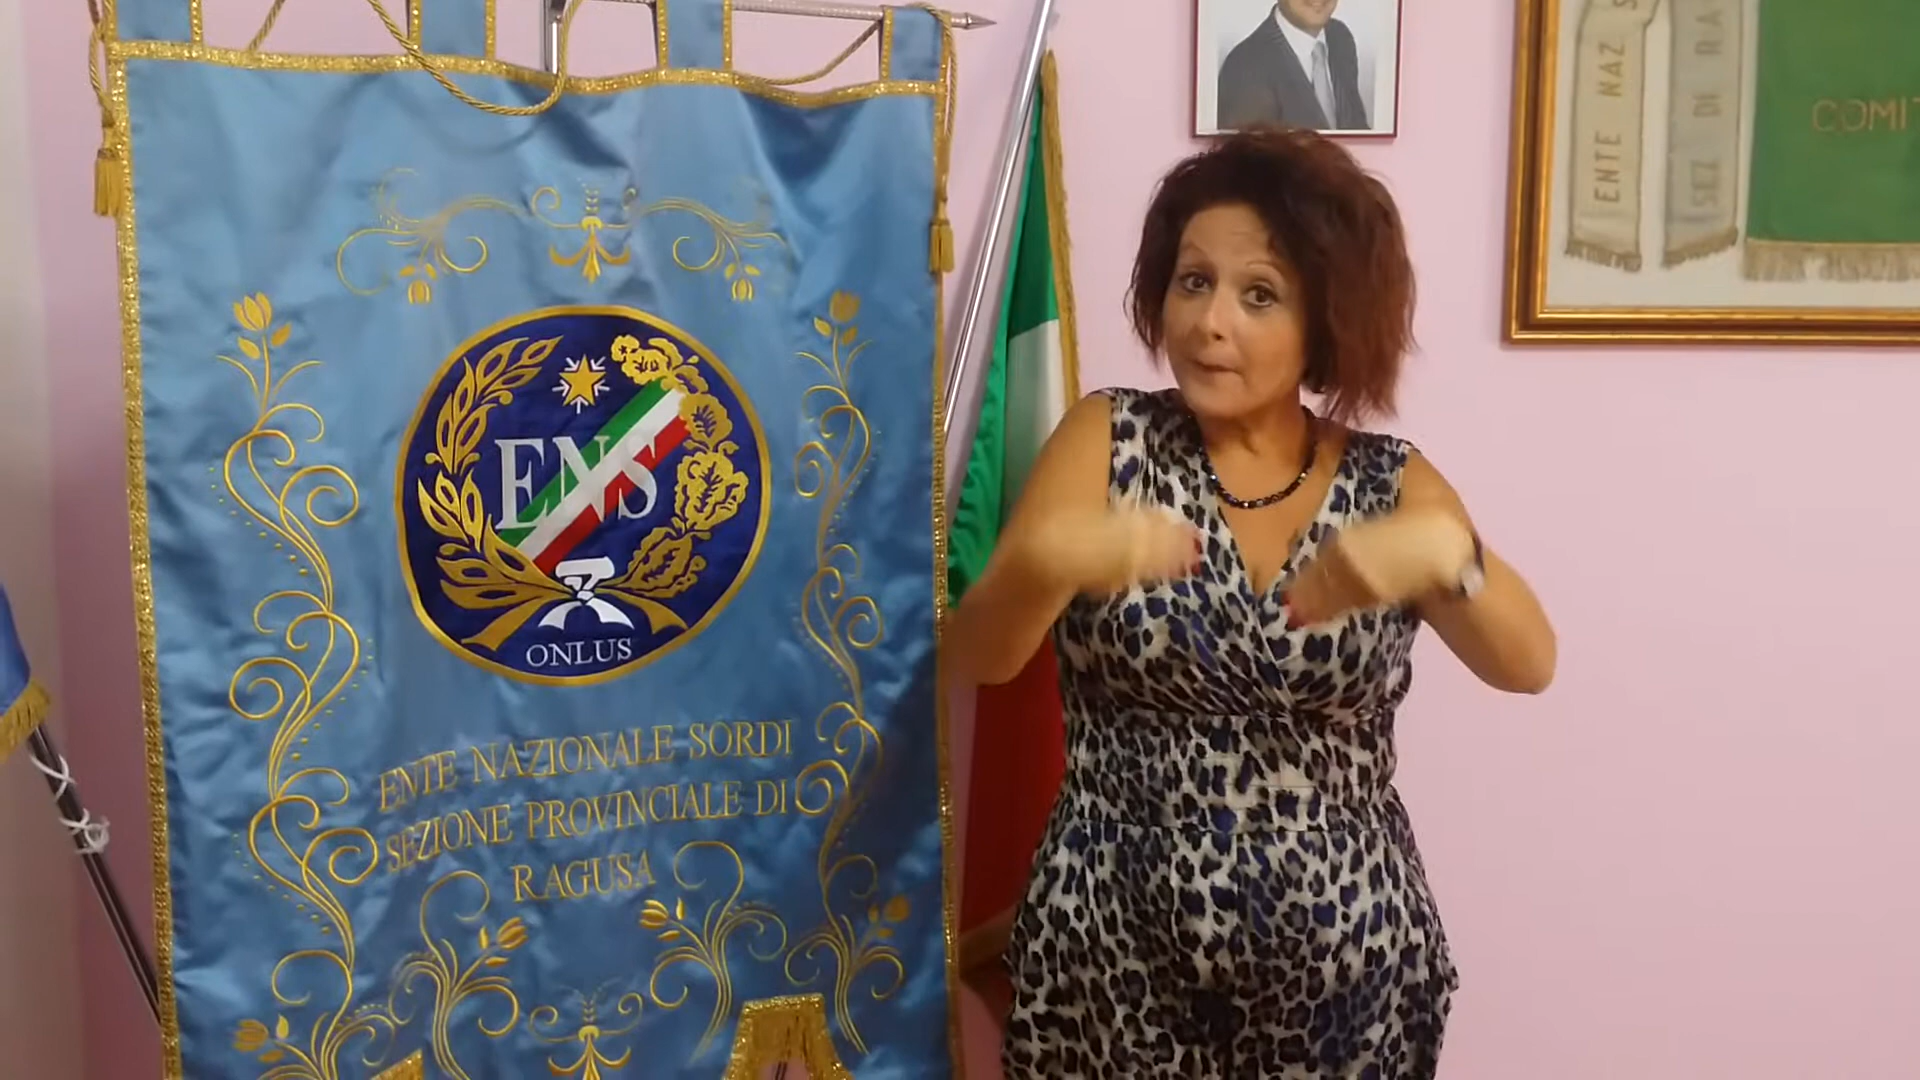 ENS
ONLUS
ENTE NAZIONALE SORDI
SEZIONE PROVINCIALE DI
RAGUSA
ENTE NAZ S
SEZ DI RA
COMIT